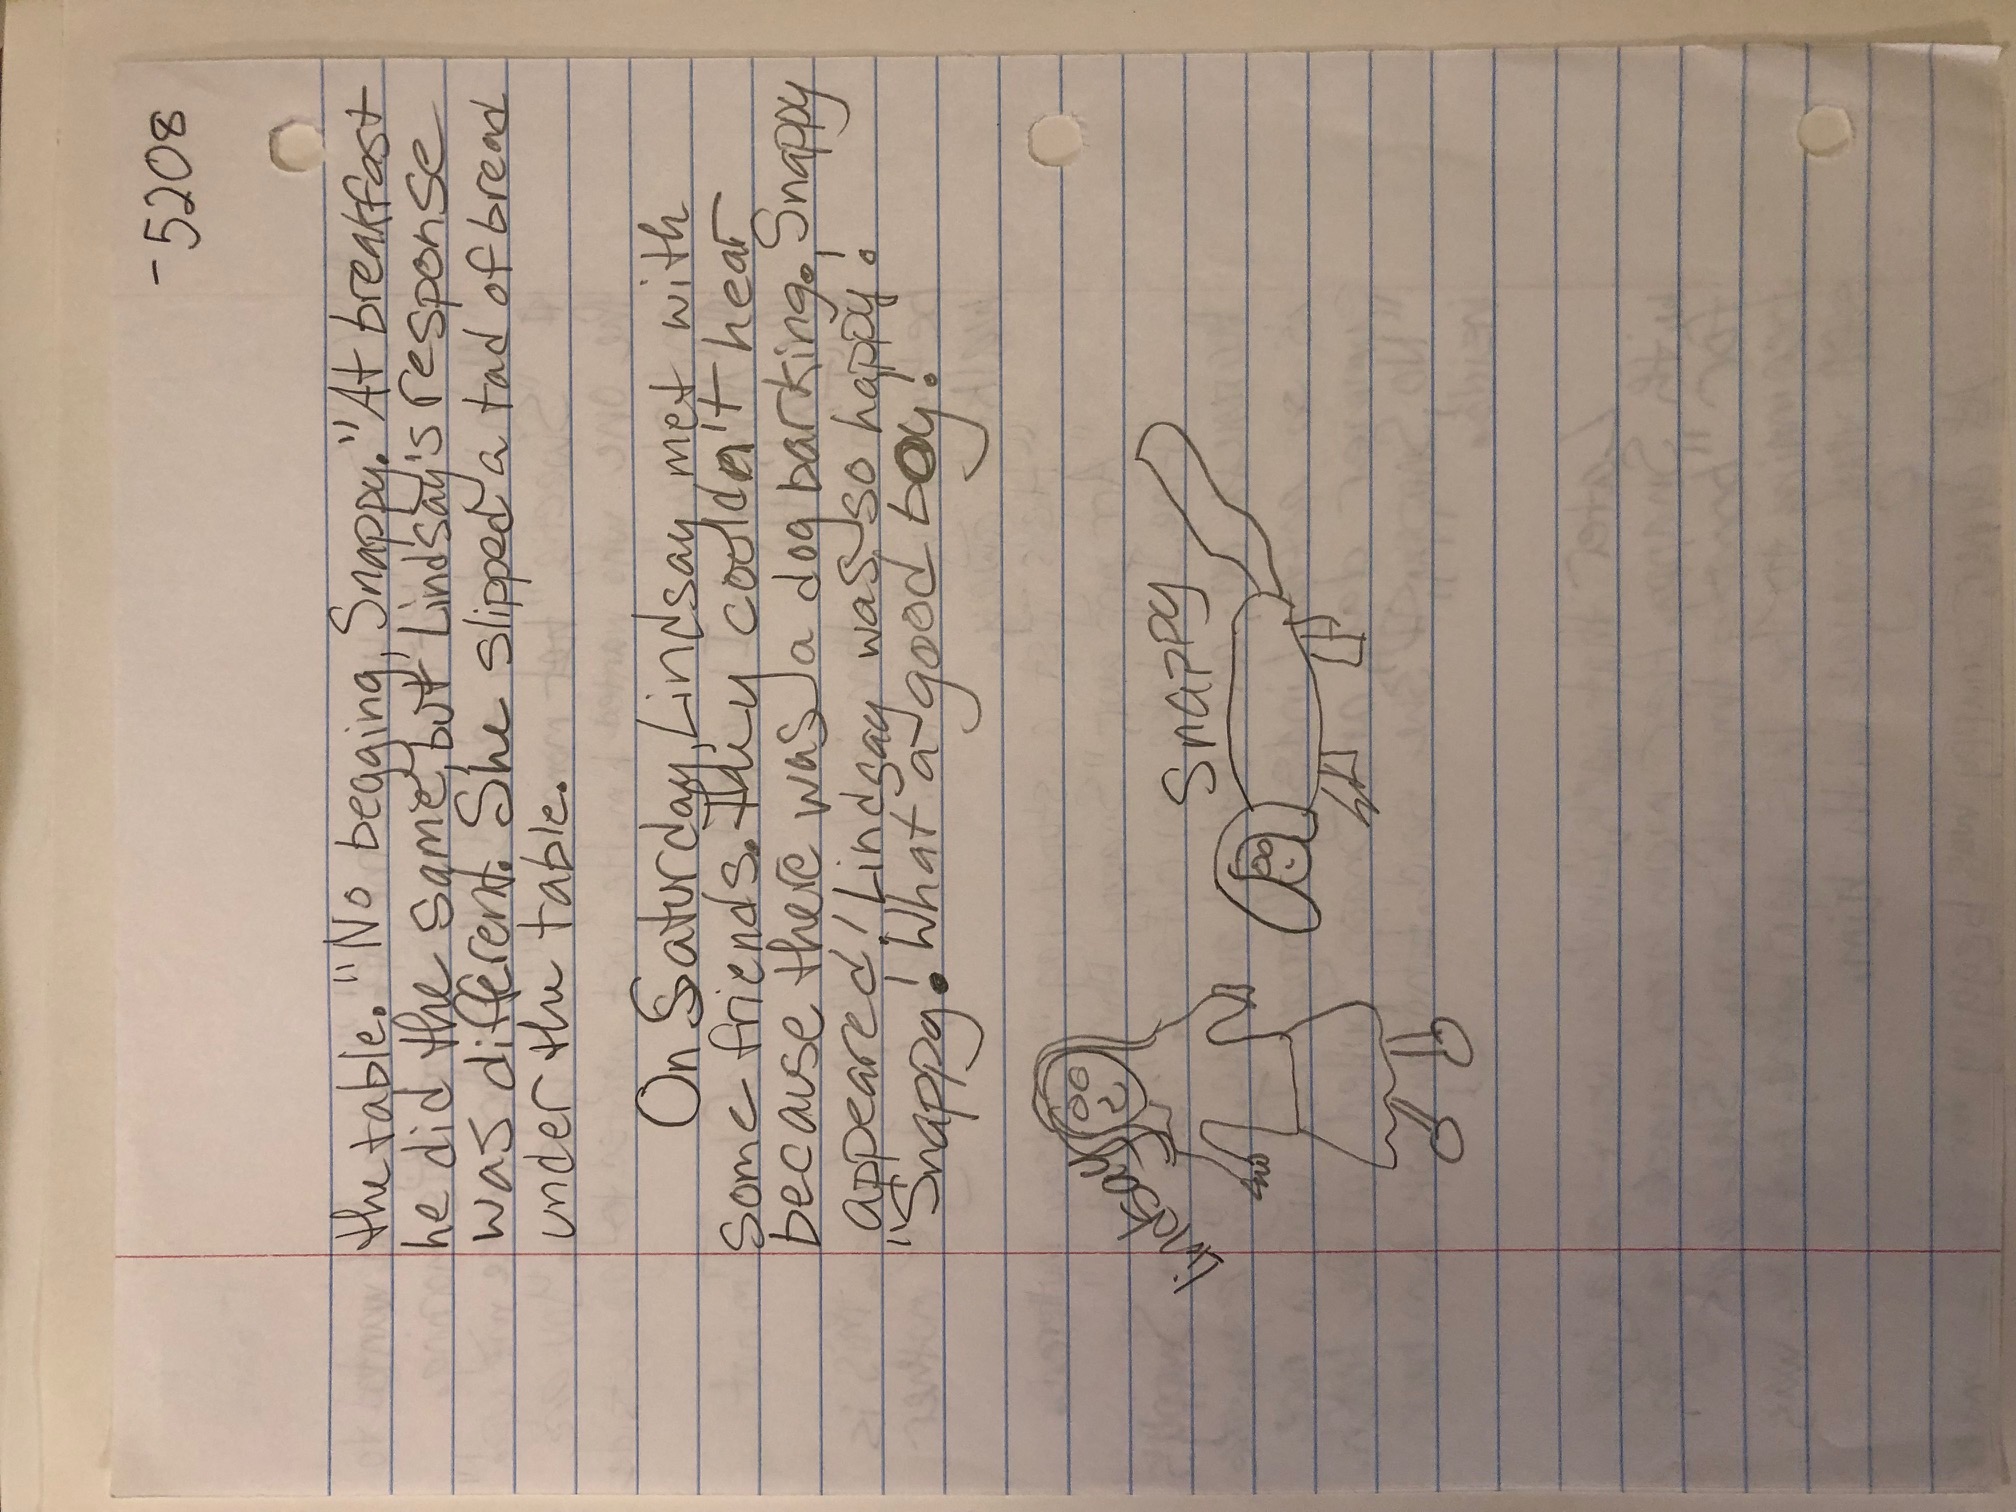 -5208
the table. "No begging, Snappy." At breakfast
he did the same, but Lindsay's response
was different. She slipped a tad of bread
under the table.
On Saturday, Lindsay met with
some friends. They couldn't hear
because there was a dog barking. Snappy
appeared! Lindsay was so happy!
"Snappy! What a good boy!
Lindsay
Snappy